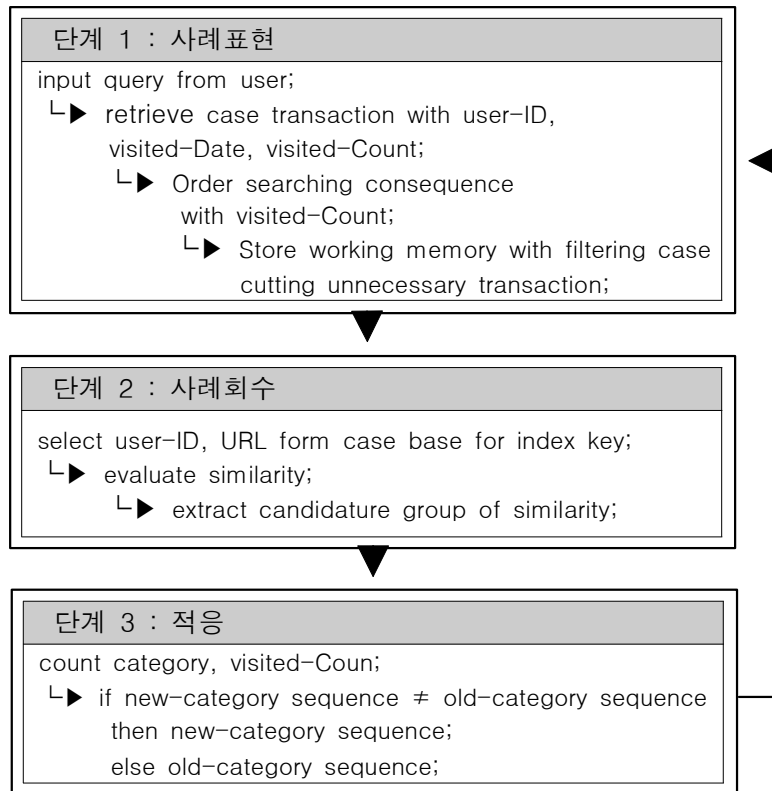 단계 1 : 사례표현
input query from user;
└▶ retrieve case transaction with user-ID,
visited-Date, visited-Count;
└▶ Order searching consequence
with visited-Count;
└▶ Store working memory with filtering case
cutting unnecessary transaction;
단계 2 : 사례회수
select user-ID, URL form case base for index key;
└▶ evaluate similarity;
└▶ extract candidature group of similarity;
단계 3 : 적응
count category, visited-Coun;
└▶ if new-category sequence ≠ old-category sequence
then new-category sequence;
else old-category sequence;